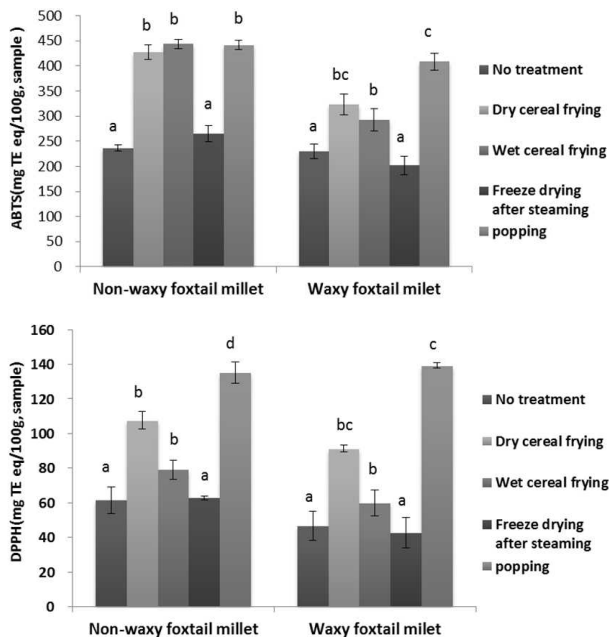 ABTS(mg TE eq/100g, sample )
500
450
400
350
300
250
200
150
100
50
0
a
b
b
a
b
a
bc
b
a
c
Non-waxy foxtail millet
Waxy foxtail milet
No treatment
Dry cereal frying
Wet cereal frying
Freeze drying
after steaming
popping
DPPH(mg TE eq/100g, sample)
160
140
120
100
80
60
40
20
0
a
b
b
a
d
a
bc
b
a
c
Non-waxy foxtail millet
Waxy foxtail millet
No treatment
Dry cereal frying
Wet cereal frying
Freeze drying
after steaming
popping